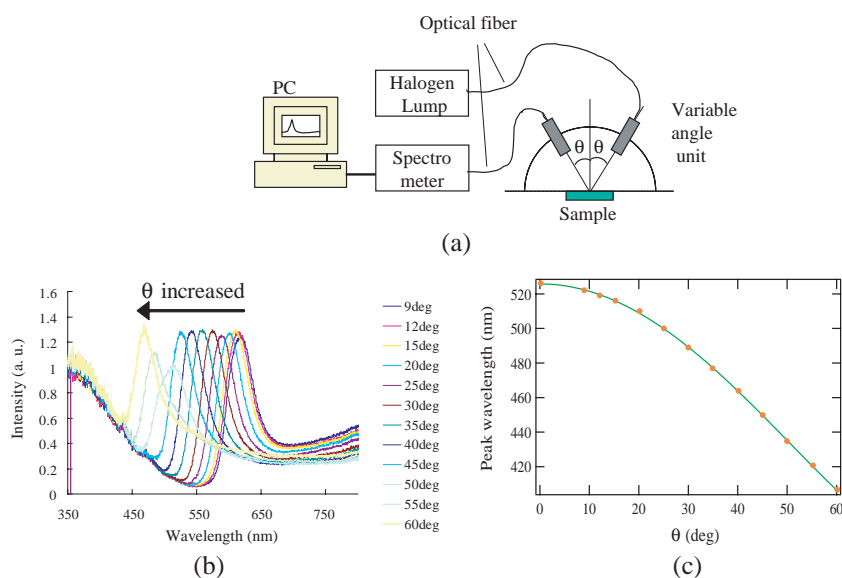 Optical fiber
PC
Halogen
Lump
Variable
angle
unit
θ θ
Spectro
meter
Sample
(a)
θ increased
1.6
1.4
1.2
1
0.8
0.6
0.4
0.2
0
Intensity (a. u.)
350 450 550 650 750
Wavelength (nm)
9deg
12deg
15deg
20deg
25deg
30deg
35deg
40deg
45deg
50deg
55deg
60deg
(b)
520
500
480
460
440
420
Peak wavelength (nm)
0 10 20 30 40 50 60
θ (deg)
(c)